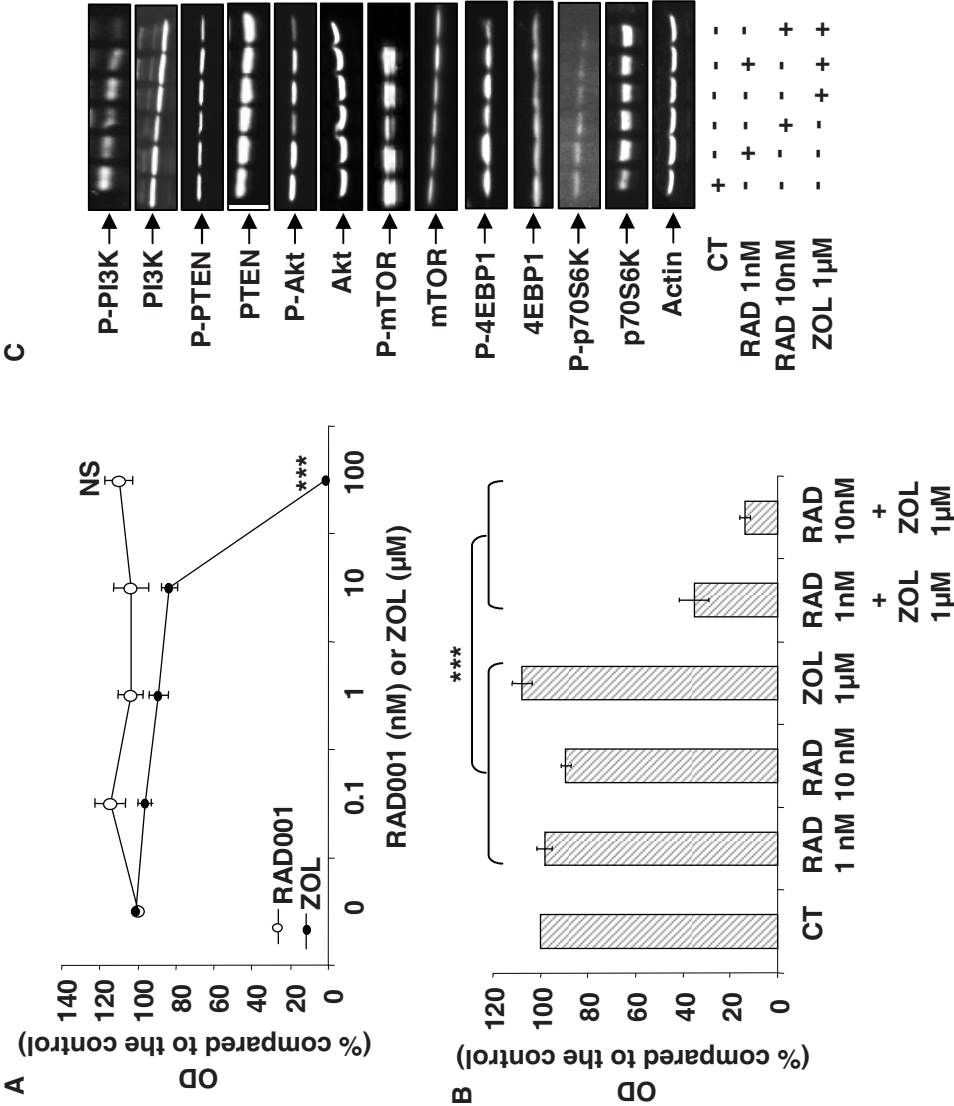 A
OD
(% compared to the control)
140
120
100
80
60
40
20
0
NS
***
RAD001
ZOL
0
0.1
1
10
100
RAD001 (nM) or ZOL (µM)
B
OD
(% compared to the control)
120
100
80
60
40
20
0
***
CT
RAD
1 nM
RAD
10 nM
ZOL
1µM
RAD
1nM
+
ZOL
1µM
RAD
10nM
+
ZOL
1µM
C
P-PI3K
PI3K
P-PTEN
PTEN
P-Akt
Akt
P-mTOR
mTOR
P-4EBP1
4EBP1
P-p70S6K
p70S6K
Actin
CT + - - - - -
RAD 1nM - + - - + -
RAD 10nM - - + - - +
ZOL 1µM - - - + + +